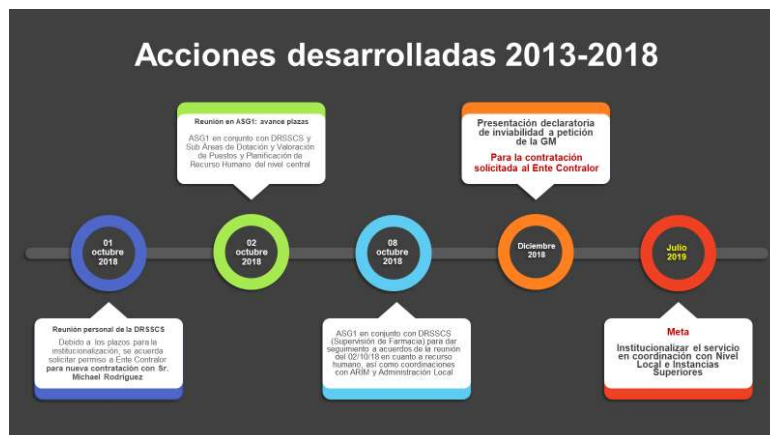 Acciones desarrolladas 2013-2018
Reunión en ASG1: avance plazas
ASG1 en conjunto con DRSSCS y
Sub Áreas de Dotación y Valoración
de Puestos y Planificación de
Recurso Humano del nivel central
Presentación declaratoria
de inviabilidad a petición
de la GM
Para la contratación
solicitada al Ente Contralor
01
octubre
2018
02
octubre
2018
08
octubre
2018
Diciembre
2018
Julio
2019
Reunión personal de la DRSSCS
Debido a los plazos para la
institucionalización, se acuerda
solicitar permiso a Ente Contralor
para nueva contratación con Sr.
Michael Rodríguez
ASG1 en conjunto con DRSSCS
(Supervisión de Farmacia) para dar
seguimiento a acuerdos de la reunión
del 02/10/18 en cuanto a recurso
humano, así como coordinaciones
con ARIM y Administración Local
Meta
Institucionalizar el servicio
en coordinación con Nivel
Local e Instancias
Superiores